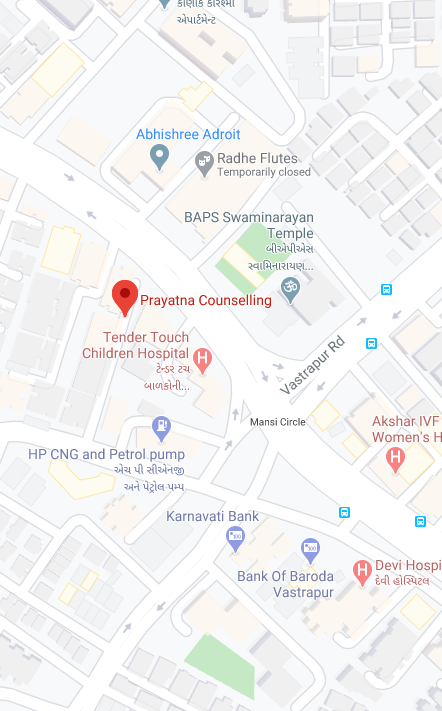 એપાર્ટમેન્ટ
Abhishree Adroit
Radhe Flutes
Temporarily closed
BAPS Swaminarayan
Temple
બીએપીએસ
સ્વામિનારાયણ...
Prayatna Counselling
Tender Touch
Children Hospital
ટેન્ડર ટચ
બાળકોની...
Vastrapur Rd
Mansi Circle
Akshar IVF
Women's H
HP CNG and Petrol pump
એચ પી સીએનજી
અને પેટ્રોલ પમ્પ
Karnavati Bank
Bank Of Baroda
Vastrapur
Devi Hospi
દેવી હોસ્પિટલ